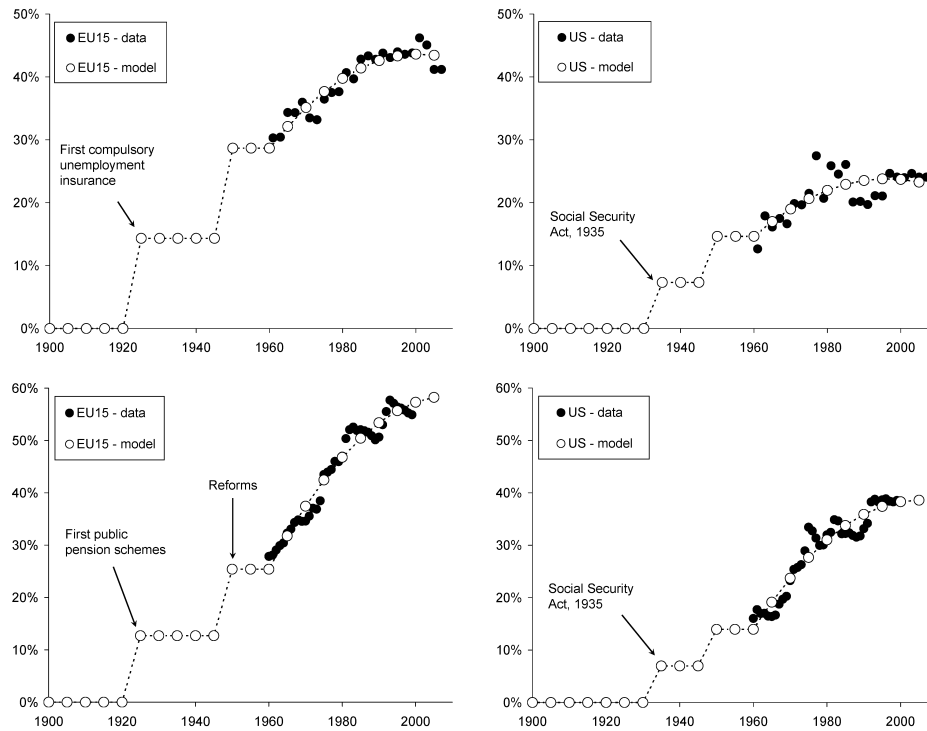 50%
40%
30%
20%
10%
0%
1900 1920 1940 1960 1980 2000
EU15 - data
EU15 - model
First compulsory
unemployment
insurance
50%
40%
30%
20%
10%
0%
1900 1920 1940 1960 1980 2000
US - data
US - model
Social Security
Act, 1935
60%
50%
40%
30%
20%
10%
0%
1900 1920 1940 1960 1980 2000
EU15 - data
EU15 - model
Reforms
First public
pension schemes
60%
50%
40%
30%
20%
10%
0%
1900 1920 1940 1960 1980 2000
US - data
US - model
Social Security
Act, 1935